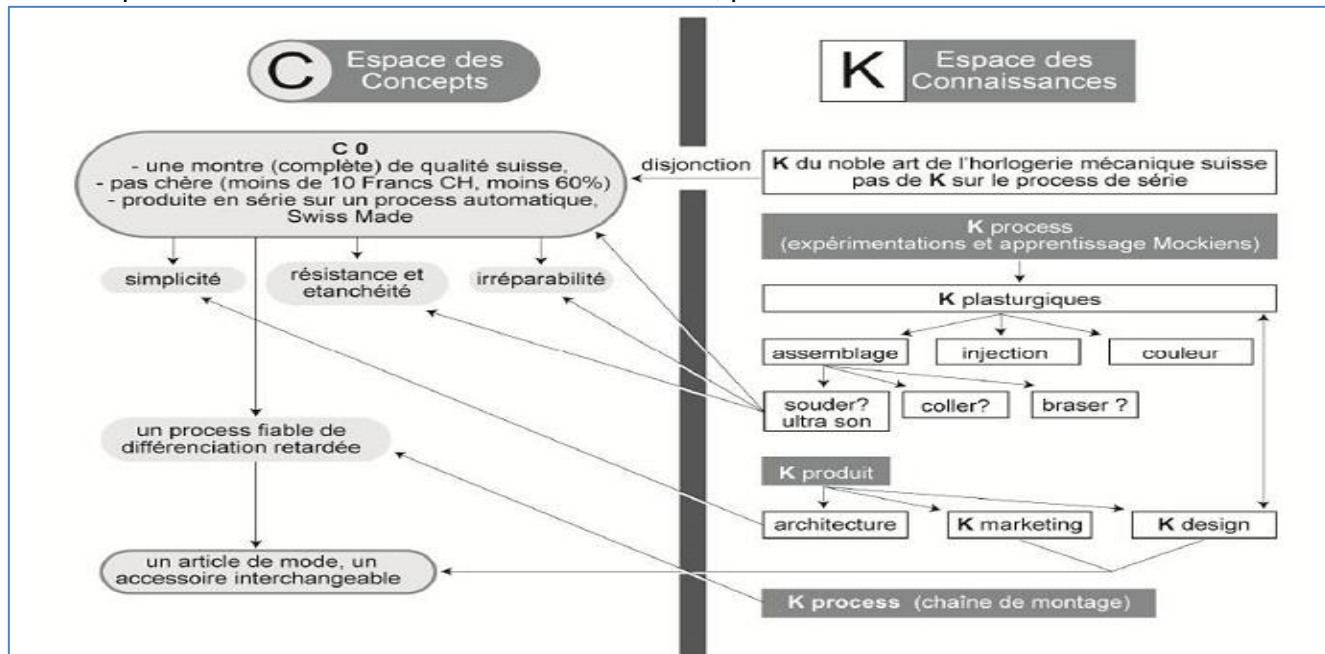 C
Espace des
Concepts
K
Espace des
Connaissances
C 0
- une montre (complète) de qualité suisse,
- pas chère (moins de 10 Francs CH, moins 60%)
- produite en série sur un process automatique,
Swiss Made
disjonction
K du noble art de l'horlogerie mécanique suisse
pas de K sur le process de série
K process
(expérimentations et apprentissage Mockiens)
simplicité
résistance et
etanchéité
irréparabilité
K plasturgiques
assemblage
injection
couleur
souder?
ultra son
coller?
braser ?
un process fiable de
différenciation retardée
K produit
architecture
K marketing
K design
un article de mode, un
accessoire interchangeable
K process (chaîne de montage)